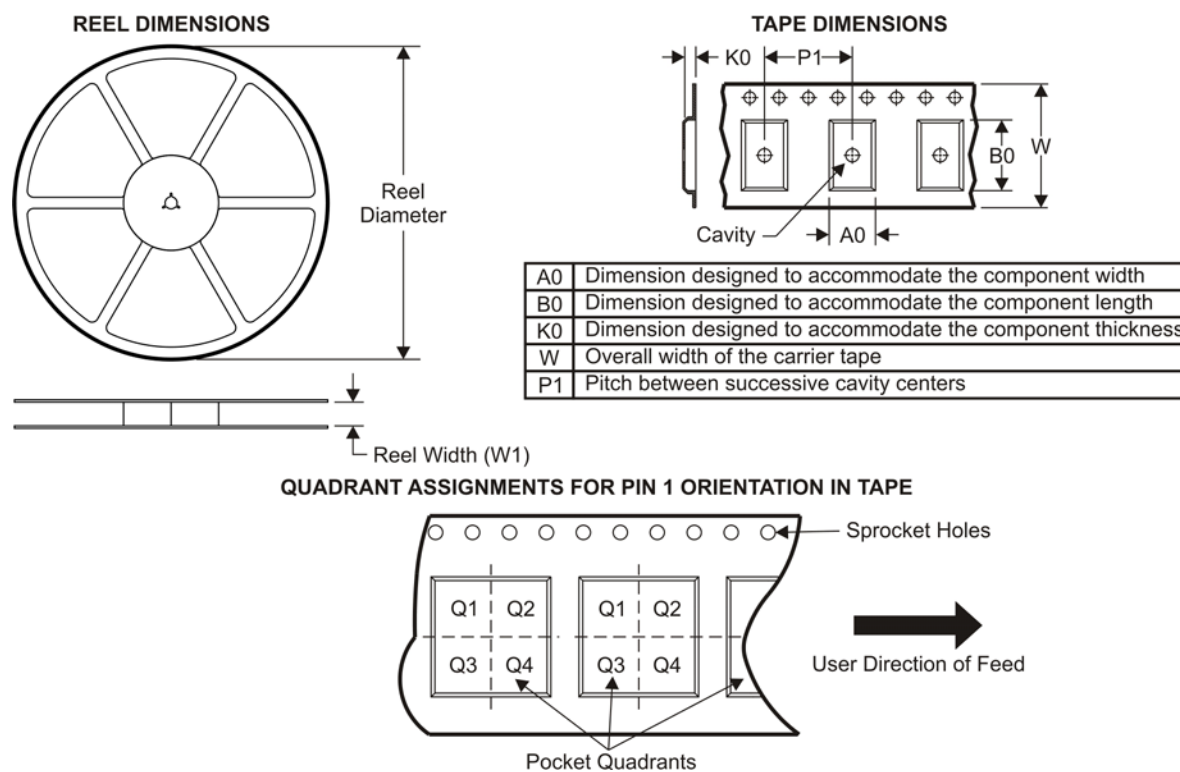 REEL DIMENSIONS
Reel
Diameter
Reel Width (W1)
TAPE DIMENSIONS
K0
P1
B0
W
Cavity
A0
A0 Dimension designed to accommodate the component width
B0 Dimension designed to accommodate the component length
K0 Dimension designed to accommodate the component thickness
W Overall width of the carrier tape
P1 Pitch between successive cavity centers
QUADRANT ASSIGNMENTS FOR PIN 1 ORIENTATION IN TAPE
Sprocket Holes
Q1 Q2 Q1 Q2
Q3 Q4 Q3 Q4
User Direction of Feed
Pocket Quadrants